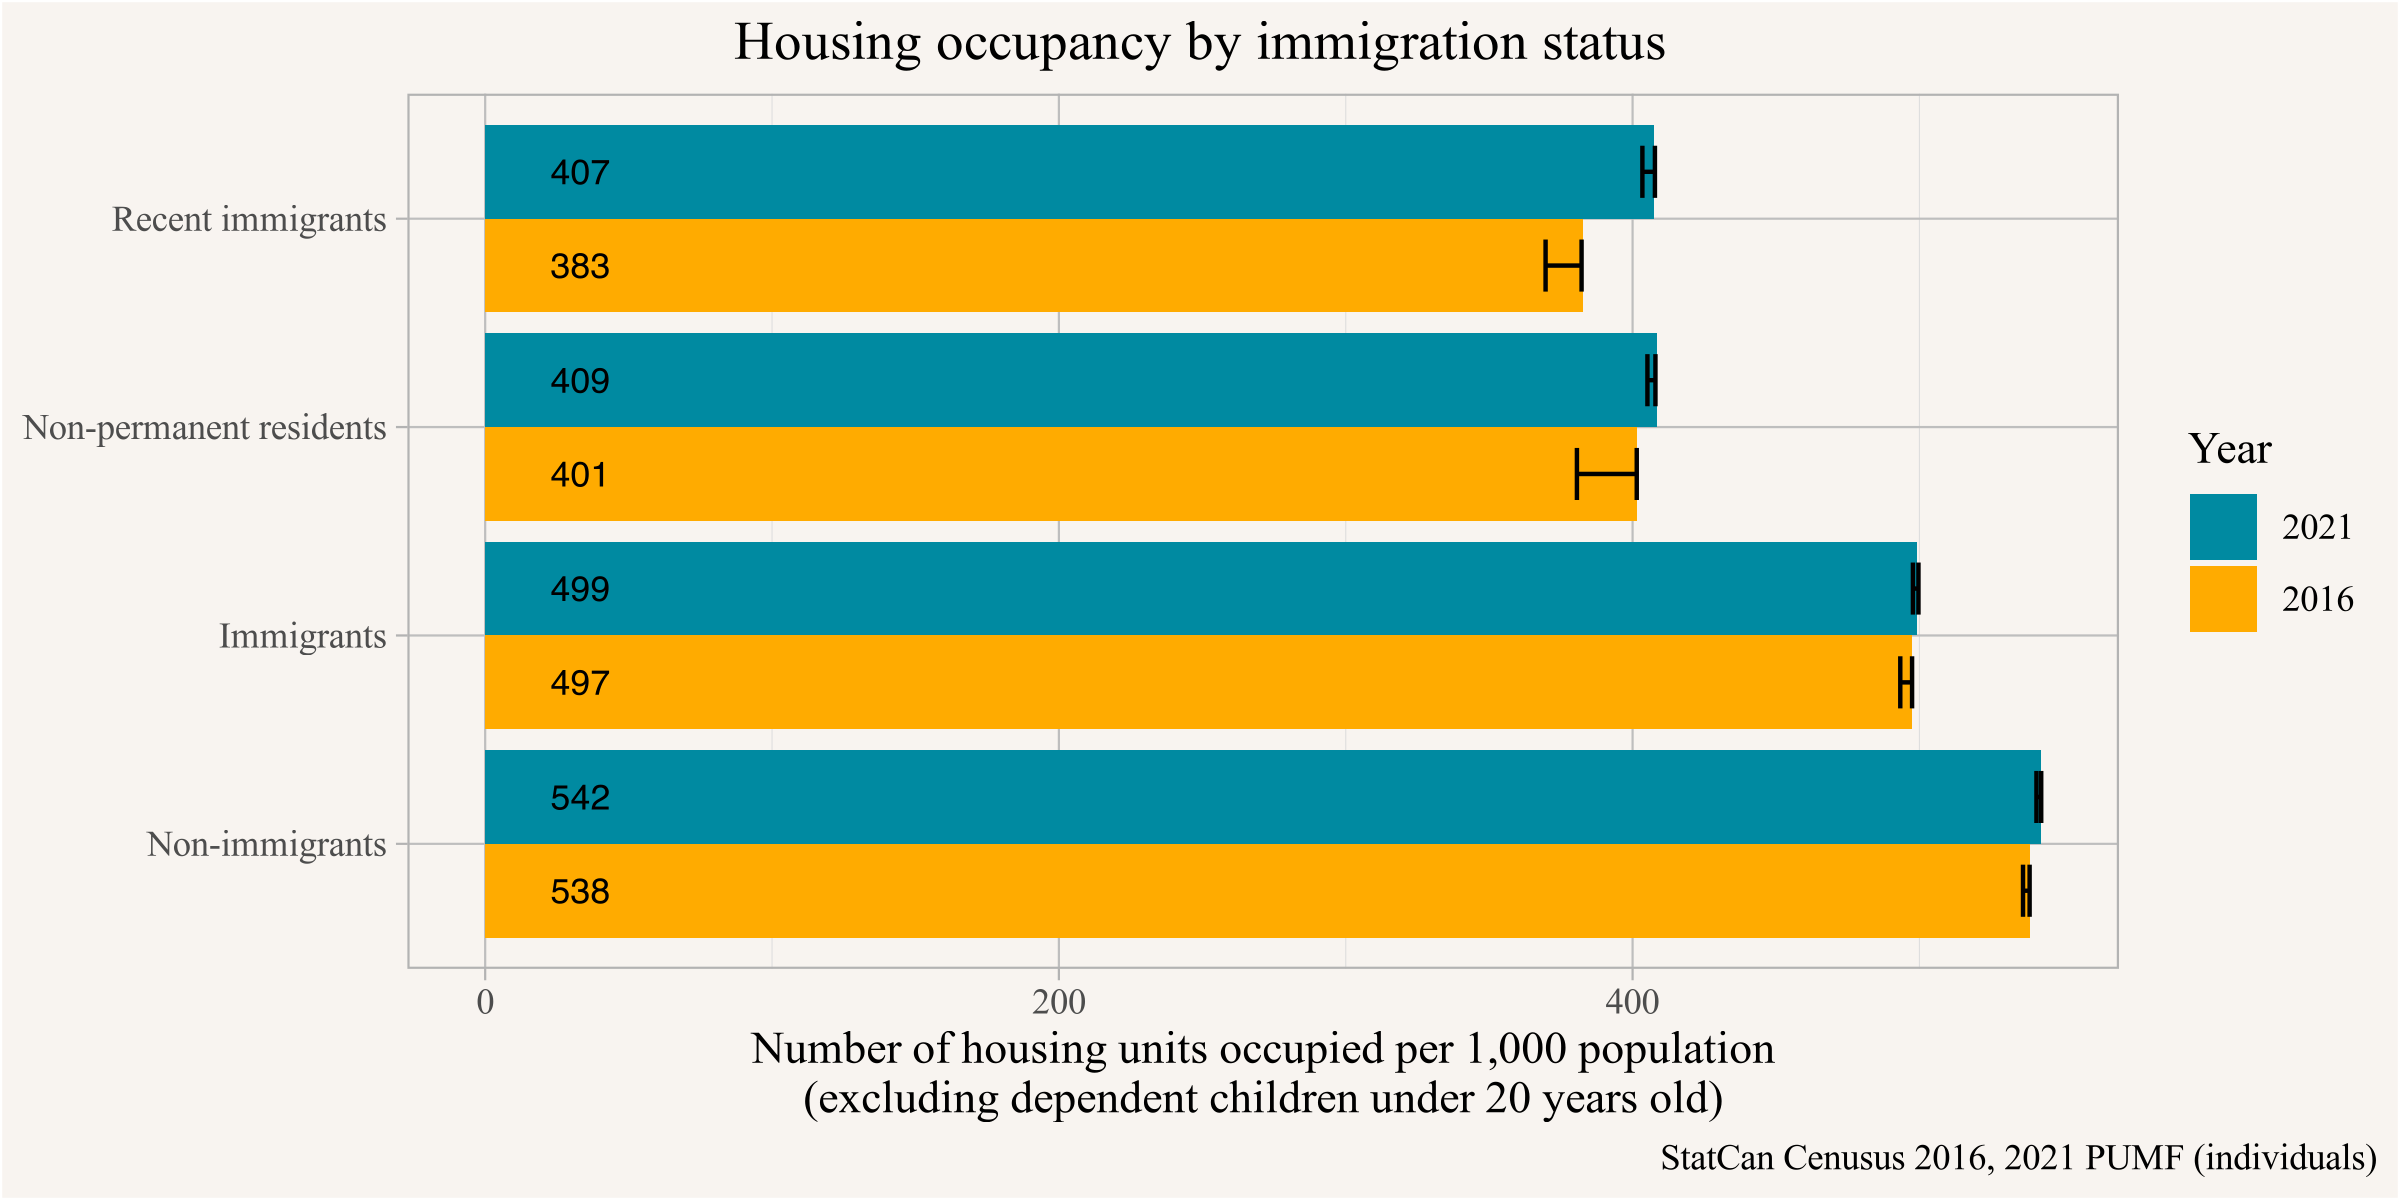 Housing occupancy by immigration status
Recent immigrants
407
383
Non-permanent residents
409
401
Immigrants
499
497
Non-immigrants
542
538
0 200 400
Number of housing units occupied per 1,000 population
(excluding dependent children under 20 years old)
Year
2021
2016
StatCan Cenusus 2016, 2021 PUMF (individuals)